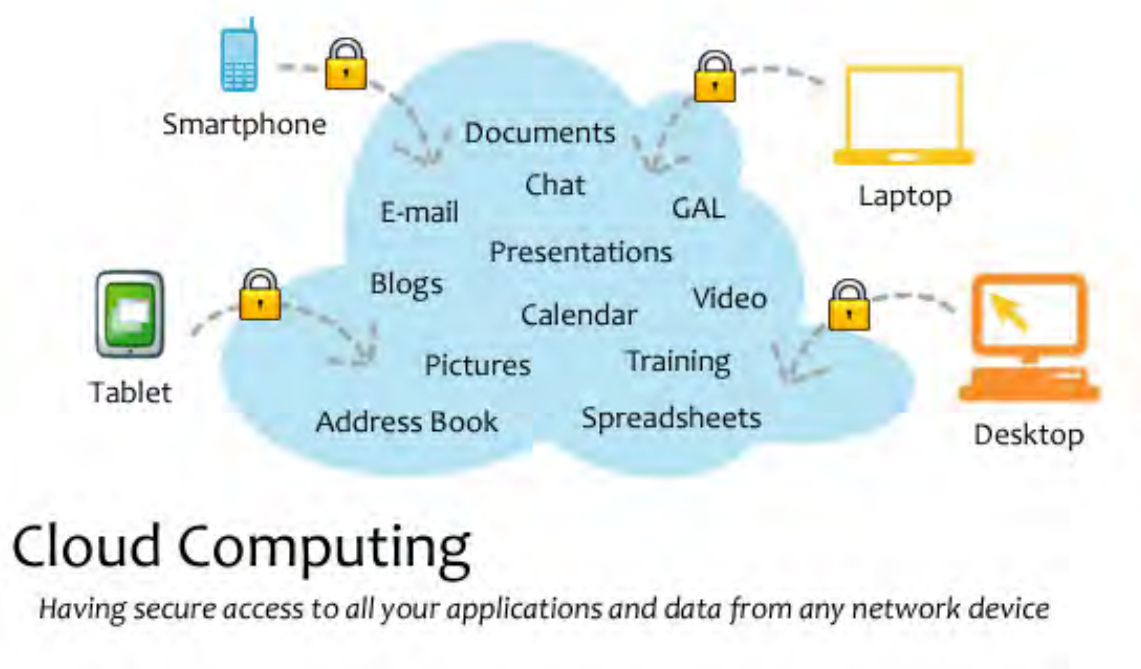 Smartphone
Documents
Chat
E-mail
GAL
Laptop
Presentations
Blogs
Video
Calendar
Tablet
Pictures
Training
Address Book
Spreadsheets
Desktop
Cloud Computing
Having secure access to all your applications and data from any network device